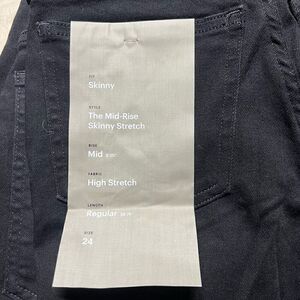 FIT
Skinny
STYLE
The Mid-Rise
Skinny Stretch
RISE
Mid
FABRIC
High Stretch
LENGTH
Regular
SIZE
24